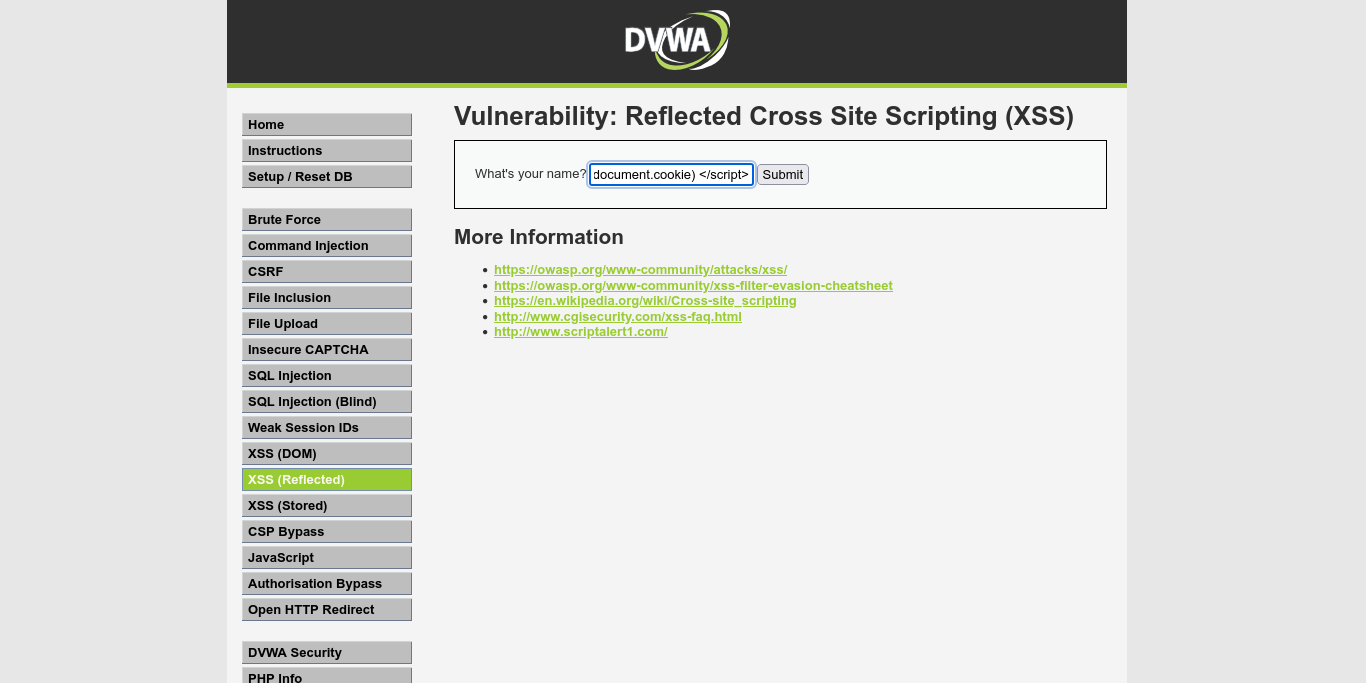 DVWA
Home
Instructions
Setup / Reset DB
Brute Force
Command Injection
CSRF
File Inclusion
File Upload
Insecure CAPTCHA
SQL Injection
SQL Injection (Blind)
Weak Session IDs
XSS (DOM)
XSS (Reflected)
XSS (Stored)
CSP Bypass
JavaScript
Authorisation Bypass
Open HTTP Redirect
DVWA Security
PHP Info
Vulnerability: Reflected Cross Site Scripting (XSS)
What's your name? document.cookie) </script> Submit
More Information
https://owasp.org/www-community/attacks/xss/
https://owasp.org/www-community/xss-filter-evasion-cheatsheet
https://en.wikipedia.org/wiki/Cross-site_scripting
http://www.cgisecurity.com/xss-faq.html
http://www.scriptalert1.com/